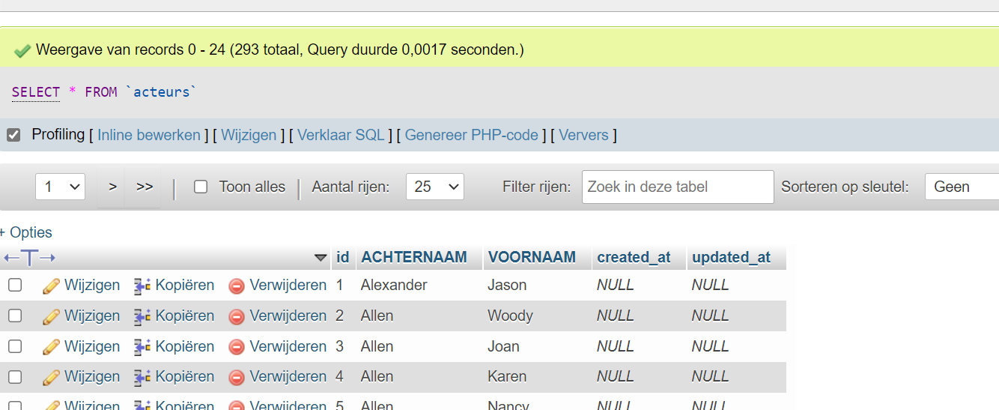 Weergave van records 0 - 24 (293 totaal, Query duurde 0,0017 seconden.)
SELECT * FROM `acteurs`
Profiling [ Inline bewerken ] [ Wijzigen ] [ Verklaar SQL ] [ Genereer PHP-code ] [ Ververs ]
1 > >> | Toon alles | Aantal rijen: 25 Filter rijen: Zoek in deze tabel Sorteren op sleutel: Geen
+ Opties
←T→ id ACHTERNAAM VOORNAAM created_at updated_at
Wijzigen Kopiëren Verwijderen 1 Alexander Jason NULL NULL
Wijzigen Kopiëren Verwijderen 2 Allen Woody NULL NULL
Wijzigen Kopiëren Verwijderen 3 Allen Joan NULL NULL
Wijzigen Kopiëren Verwijderen 4 Allen Karen NULL NULL
Wijzigen Kopiëren Verwijderen 5 Allen Nancy NULL NULL